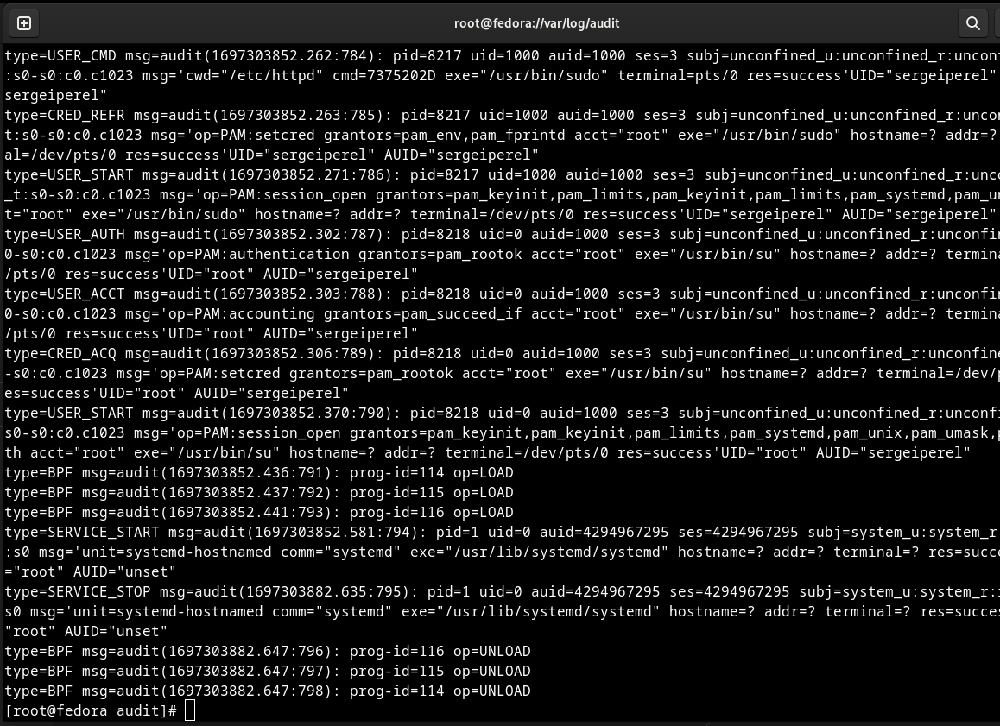 root@fedora://var/log/audit
type=USER_CMD msg=audit(1697303852.262:784): pid=8217 uid=1000 auid=1000 ses=3 subj=unconfined_u:unconfined_r:uncon
:s0-s0:c0.c1023 msg='cwd="/etc/httpd" cmd=7375202D exe="/usr/bin/sudo" terminal=pts/0 res=success'UID="sergeiperel"
sergeiperel"
type=CRED_REFR msg=audit(1697303852.263:785): pid=8217 uid=1000 auid=1000 ses=3 subj=unconfined_u:unconfined_r:uncon
t:s0-s0:c0.c1023 msg='op=PAM:setcred grantors=pam_env,pam_fprintd acct="root" exe="/usr/bin/sudo" hostname=? addr=?
al=/dev/pts/0 res=success'UID="sergeiperel" AUID="sergeiperel"
type=USER_START msg=audit(1697303852.271:786): pid=8217 uid=1000 auid=1000 ses=3 subj=unconfined_u:unconfined_r:unco
_t:s0-s0:c0.c1023 msg='op=PAM:session_open grantors=pam_keyinit,pam_limits,pam_keyinit,pam_limits,pam_systemd,pam_un
t="root" exe="/usr/bin/sudo" hostname=? addr=? terminal=/dev/pts/0 res=success'UID="sergeiperel" AUID="sergeiperel"
type=USER_AUTH msg=audit(1697303852.302:787): pid=8218 uid=0 auid=1000 ses=3 subj=unconfined_u:unconfined_r:unconfin
0-s0:c0.c1023 msg='op=PAM:authentication grantors=pam_rootok acct="root" exe="/usr/bin/su" hostname=? addr=? termina
/pts/0 res=success'UID="root" AUID="sergeiperel"
type=USER_ACCT msg=audit(1697303852.303:788): pid=8218 uid=0 auid=1000 ses=3 subj=unconfined_u:unconfined_r:unconfin
0-s0:c0.c1023 msg='op=PAM:accounting grantors=pam_succeed_if acct="root" exe="/usr/bin/su" hostname=? addr=? termina
/pts/0 res=success'UID="root" AUID="sergeiperel"
type=CRED_ACQ msg=audit(1697303852.306:789): pid=8218 uid=0 auid=1000 ses=3 subj=unconfined_u:unconfined_r:unconfine
-s0:c0.c1023 msg='op=PAM:setcred grantors=pam_rootok acct="root" exe="/usr/bin/su" hostname=? addr=? terminal=/dev/p
es=success'UID="root" AUID="sergeiperel"
type=USER_START msg=audit(1697303852.370:790): pid=8218 uid=0 auid=1000 ses=3 subj=unconfined_u:unconfined_r:unconfi
s0-s0:c0.c1023 msg='op=PAM:session_open grantors=pam_keyinit,pam_keyinit,pam_limits,pam_systemd,pam_unix,pam_umask,p
th acct="root" exe="/usr/bin/su" hostname=? addr=? terminal=/dev/pts/0 res=success'UID="root" AUID="sergeiperel"
type=BPF msg=audit(1697303852.436:791): prog-id=114 op=LOAD
type=BPF msg=audit(1697303852.437:792): prog-id=115 op=LOAD
type=BPF msg=audit(1697303852.441:793): prog-id=116 op=LOAD
type=SERVICE_START msg=audit(1697303852.581:794): pid=1 uid=0 auid=4294967295 ses=4294967295 subj=system_u:system_r
:s0 msg='unit=systemd-hostnamed comm="systemd" exe="/usr/lib/systemd/systemd" hostname=? addr=? terminal=? res=succe
="root" AUID="unset"
type=SERVICE_STOP msg=audit(1697303882.635:795): pid=1 uid=0 auid=4294967295 ses=4294967295 subj=system_u:system_r:
s0 msg='unit=systemd-hostnamed comm="systemd" exe="/usr/lib/systemd/systemd" hostname=? addr=? terminal=? res=succes
"root" AUID="unset"
type=BPF msg=audit(1697303882.647:796): prog-id=116 op=UNLOAD
type=BPF msg=audit(1697303882.647:797): prog-id=115 op=UNLOAD
type=BPF msg=audit(1697303882.647:798): prog-id=114 op=UNLOAD
[root@fedora audit]#